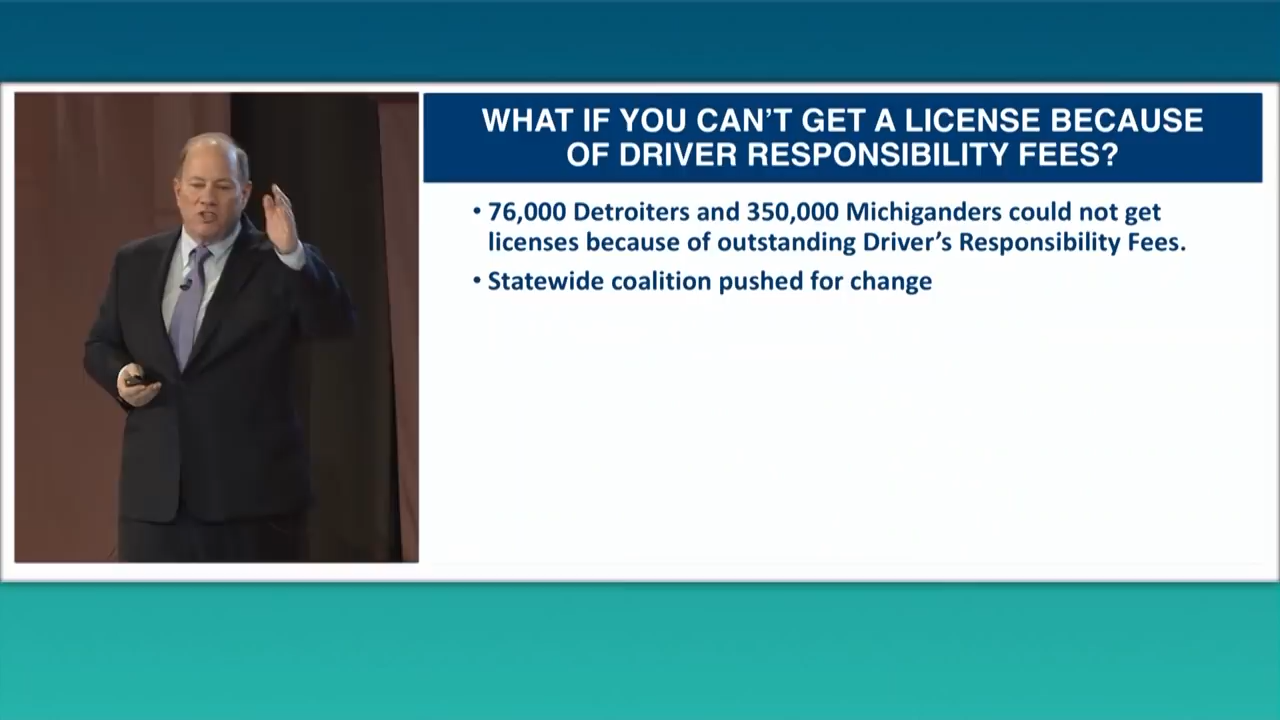 WHAT IF YOU CAN’T GET A LICENSE BECAUSE
OF DRIVER RESPONSIBILITY FEES?
• 76,000 Detroiters and 350,000 Michiganders could not get
licenses because of outstanding Driver’s Responsibility Fees.
• Statewide coalition pushed for change